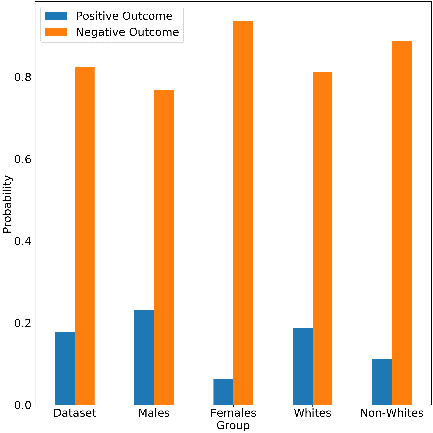 Positive Outcome
Negative Outcome
Probability
0.8
0.6
0.4
0.2
0.0
Dataset Males Females Whites Non-Whites
Group